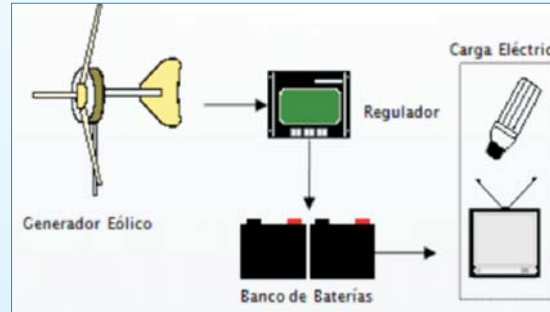 Carga Eléctric
Regulador
Generador Eólico
Banco de Baterías